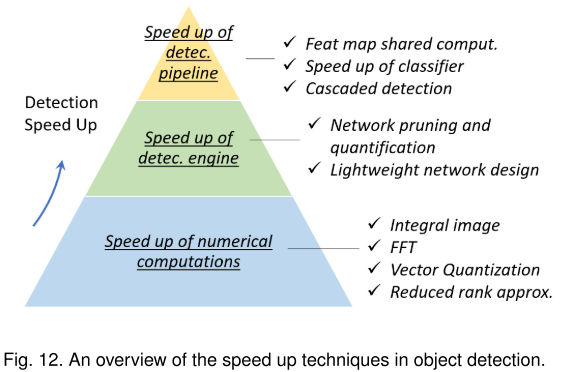 Speed up of
detec.
pipeline
✓ Feat map shared comput.
✓ Speed up of classifier
✓ Cascaded detection
Detection
Speed Up
Speed up of
detec. engine
✓ Network pruning and
quantification
✓ Lightweight network design
Speed up of numerical
computations
✓ Integral image
✓ FFT
✓ Vector Quantization
✓ Reduced rank approx.
Fig. 12. An overview of the speed up techniques in object detection.